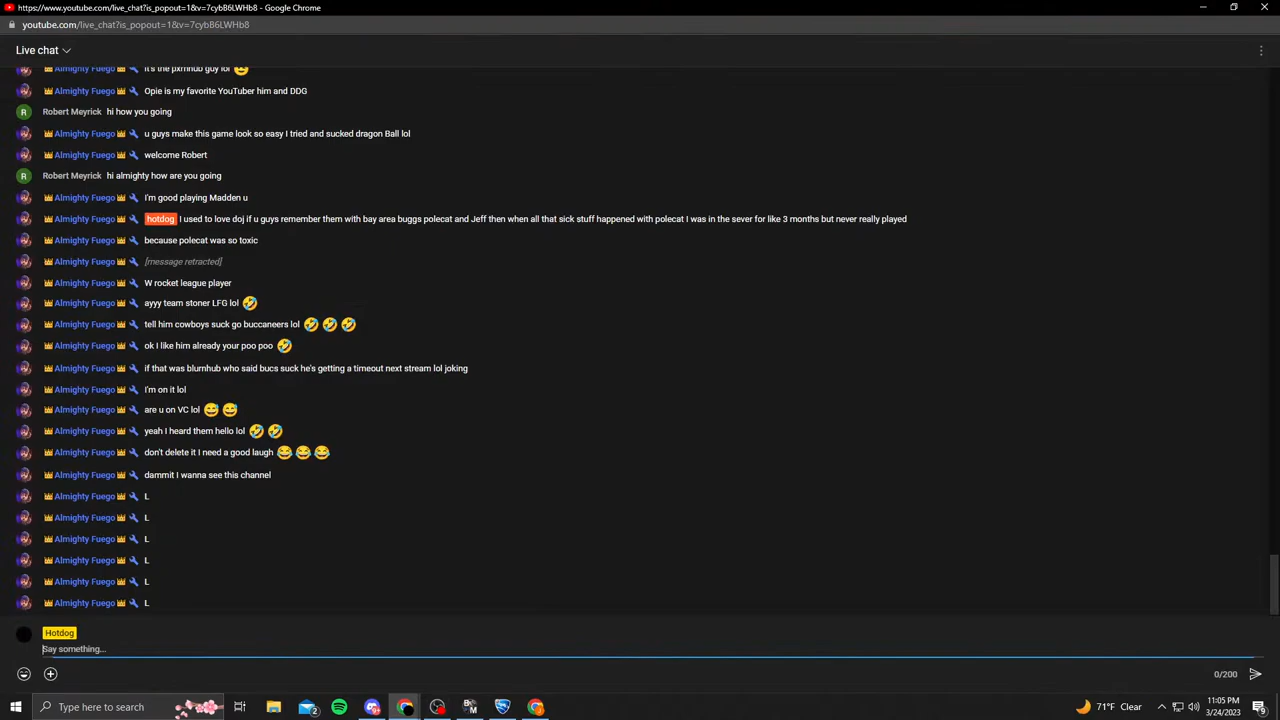 https://www.youtube.com/live_chat?is_popout=1&v=7cybB6LWHb8 - Google Chrome
youtube.com/live_chat?is_popout=1&v=7cybB6LWHb8
Live chat
Almighty Fuego it's the pxrnhub guy lol
Almighty Fuego Opie is my favorite YouTuber him and DDG
R Robert Meyrick hi how you going
Almighty Fuego u guys make this game look so easy I tried and sucked dragon Ball lol
Almighty Fuego welcome Robert
R Robert Meyrick hi almighty how are you going
Almighty Fuego I'm good playing Madden u
Almighty Fuego hotdog I used to love doj if u guys remember them with bay area buggs polecat and Jeff then when all that sick stuff happened with polecat I was in the sever for like 3 months but never really played
Almighty Fuego because polecat was so toxic
Almighty Fuego [message retracted]
Almighty Fuego W rocket league player
Almighty Fuego ayyy team stoner LFG lol 🤣
Almighty Fuego tell him cowboys suck go buccaneers lol 🤣 🤣 🤣
Almighty Fuego ok I like him already your poo poo 🤣
Almighty Fuego if that was blurnhub who said bucs suck he's getting a timeout next stream lol joking
Almighty Fuego I'm on it lol
Almighty Fuego are u on VC lol 😅 😅
Almighty Fuego yeah I heard them hello lol 🤣 🤣
Almighty Fuego don't delete it I need a good laugh 😂 😂 😂
Almighty Fuego dammit I wanna see this channel
Almighty Fuego L
Almighty Fuego L
Almighty Fuego L
Almighty Fuego L
Almighty Fuego L
Almighty Fuego L
Hotdog
Say something...
0/200
Type here to search
2
71°F Clear
11:05 PM
3/24/2023
9